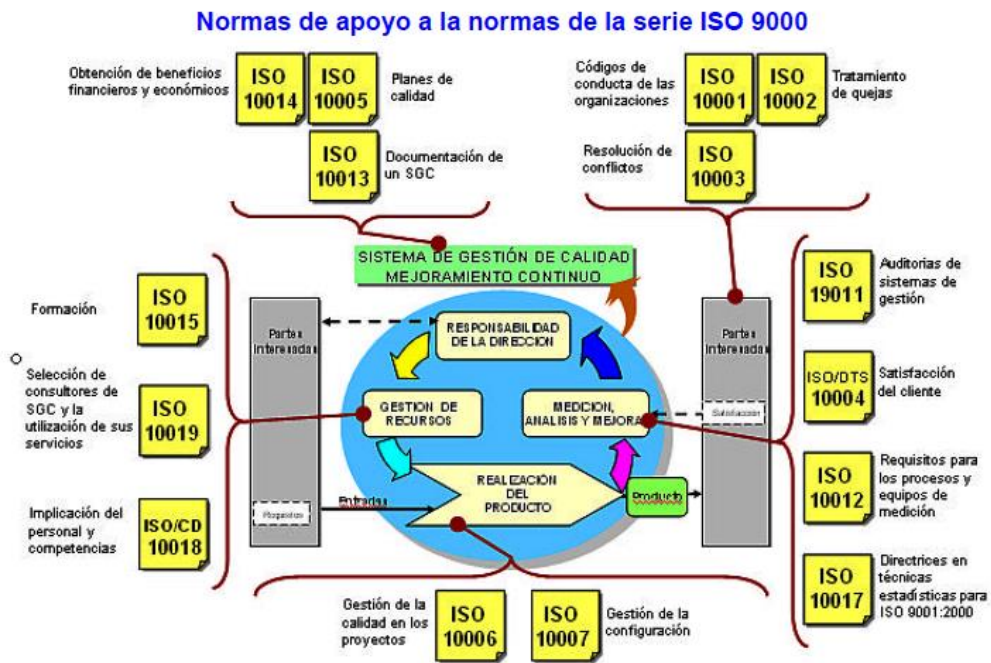 Normas de apoyo a la normas de la serie ISO 9000
Obtención de beneficios
financieros y económicos
ISO
10014
ISO
10005
Planes de
calidad
ISO
10013
Documentación de
un SGC
Códigos de
conducta de las
organizaciones
ISO
10001
ISO
10002
Tratamiento
de quejas
Resolución de
conflictos
ISO
10003
SISTEMA DE GESTIÓN DE CALIDAD
MEJORAMIENTO CONTINUO
Formación
ISO
10015
Selección de
consultores de
SGC y la
utilización de sus
servicios
ISO
10019
Implicación del
personal y
competencias
ISO/CD
10018
Partes
Interesadas
Requisitos
Entradas
RESPONSABILIDAD
DE LA DIRECCION
GESTIÓN DE
RECURSOS
MEDICION,
ANALISIS Y MEJORA
REALIZACIÓN
DEL
PRODUCTO
Producto
Partes
Interesadas
Satisfacción
ISO
19011
Auditorias de
sistemas de
gestión
ISO/DTS
10004
Satisfacción
del cliente
ISO
10012
Requisitos para
los procesos y
equipos de
medición
ISO
10017
Directrices en
técnicas
estadísticas para
ISO 9001:2000
Gestión de la
calidad en los
proyectos
ISO
10006
ISO
10007
Gestión de la
configuración